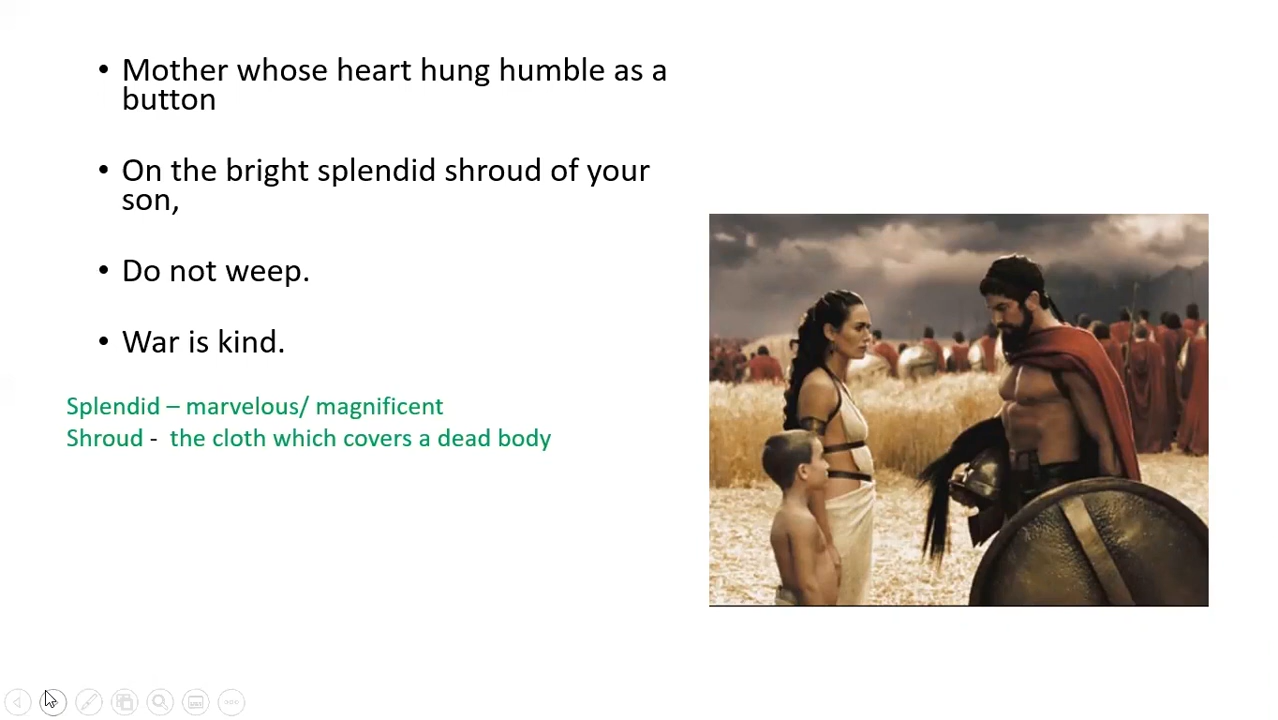 • Mother whose heart hung humble as a
button
• On the bright splendid shroud of your
son,
• Do not weep.
• War is kind.
Splendid – marvelous/ magnificent
Shroud - the cloth which covers a dead body